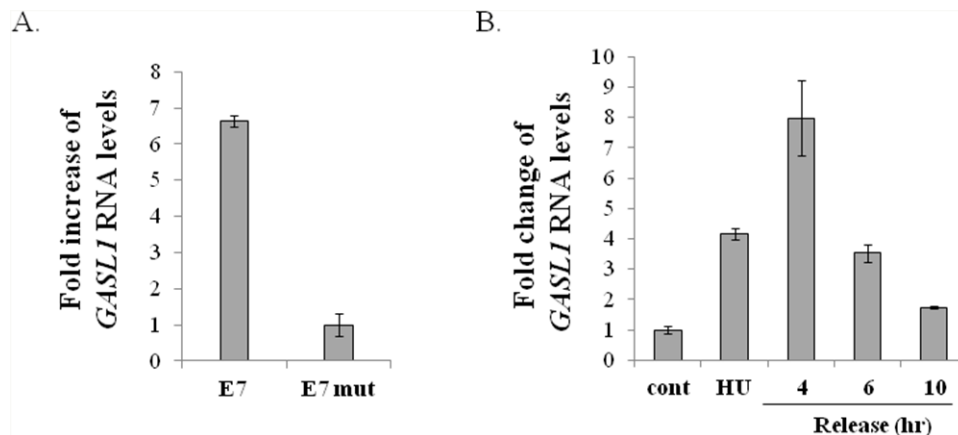 A.
Fold increase of
GASL1 RNA levels
8
7
6
5
4
3
2
1
0
E7 E7 mut
B.
Fold change of
GASL1 RNA levels
10
9
8
7
6
5
4
3
2
1
0
cont HU 4 6 10
Release (hr)